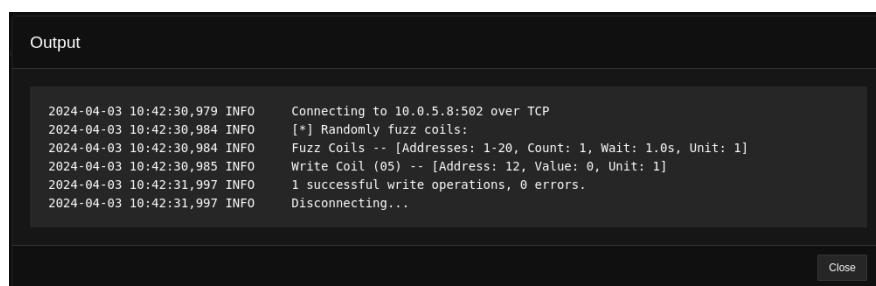 Output
2024-04-03 10:42:30,979 INFO Connecting to 10.0.5.8:502 over TCP
2024-04-03 10:42:30,984 INFO [*] Randomly fuzz coils:
2024-04-03 10:42:30,984 INFO Fuzz Coils -- [Addresses: 1-20, Count: 1, Wait: 1.0s, Unit: 1]
2024-04-03 10:42:30,985 INFO Write Coil (05) -- [Address: 12, Value: 0, Unit: 1]
2024-04-03 10:42:31,997 INFO 1 successful write operations, 0 errors.
2024-04-03 10:42:31,997 INFO Disconnecting...
Close